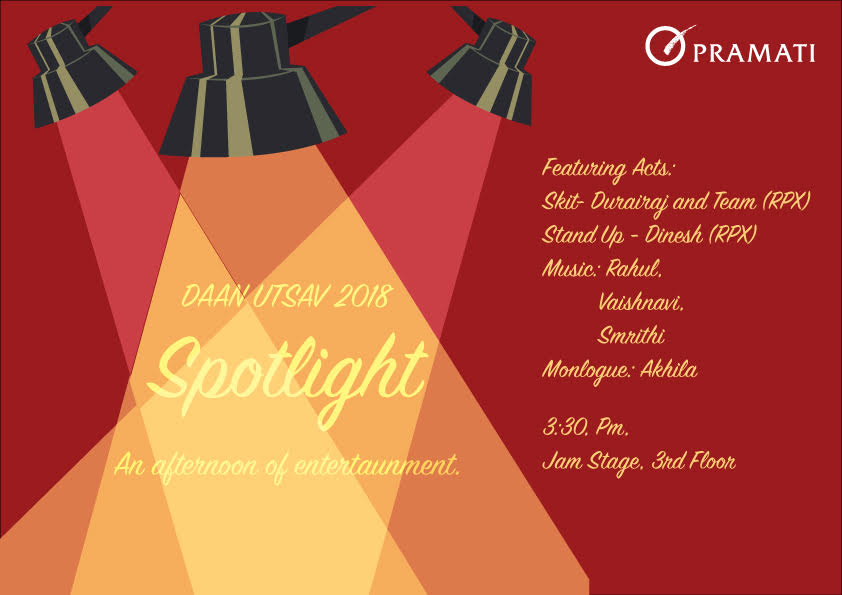 PRAMATI
DAAN UTSAV 2018
Spotlight
An afternoon of entertaunment.
Featuring Acts:
Skit- Durairaj and Team (RPX)
Stand Up - Dinesh (RPX)
Music: Rahul,
Vaishnavi,
Smrithi
Monlogue: Akhila
3:30, Pm,
Jam Stage, 3rd Floor